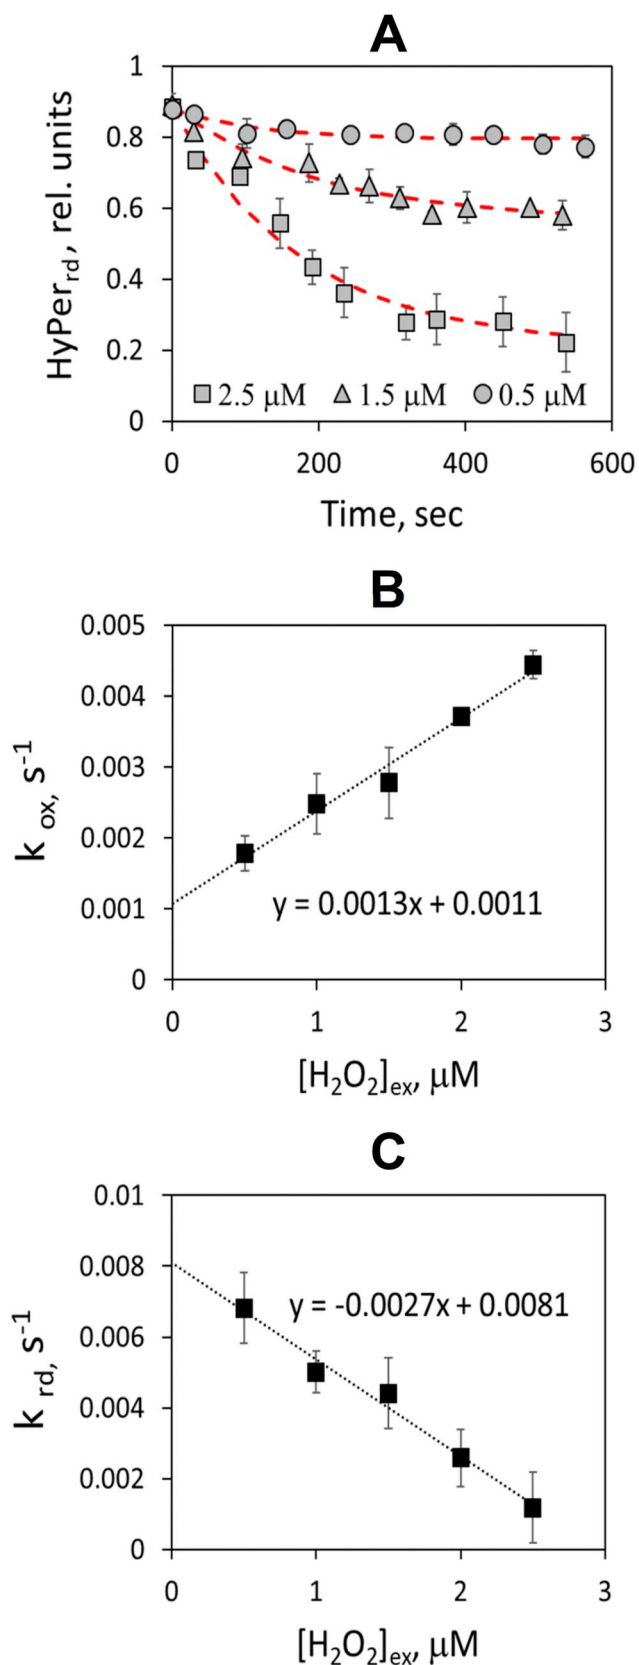 A
HyPer_rd, rel. units
1
0.8
0.6
0.4
0.2
0
2.5 μM 1.5 μM 0.5 μM
0 200 400 600
Time, sec
B
k ox, s⁻¹
0.005
0.004
0.003
0.002
0.001
0
y = 0.0013x + 0.0011
0 1 2 3
[H₂O₂]ex, μM
C
k rd, s⁻¹
0.01
0.008
0.006
0.004
0.002
0
y = -0.0027x + 0.0081
0 1 2 3
[H₂O₂]ex, μM